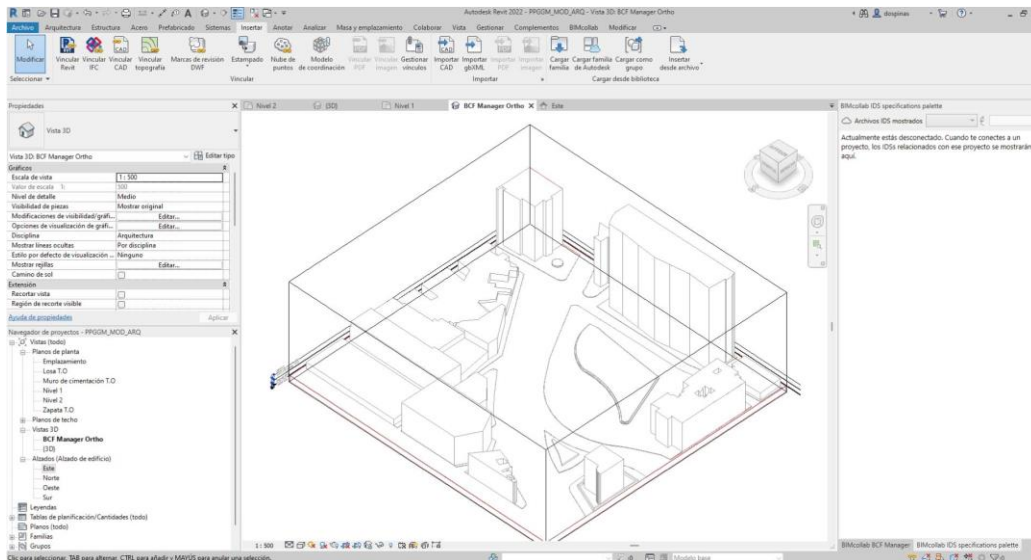 Autodesk Revit 2022 - PPGGM_MOD_ARQ - Vista 3D: BCF Manager Ortho
despinas
Archivo Arquitectura Estructura Acero Prefabricado Sistemas Insertar Anotar Analizar Masa y emplazamiento Colaborar Vista Gestionar Complementos BIMcollab Modificar
Modificar
Vincular Revit
Vincular IFC
Vincular CAD
Vincular topografía
Marcas de revisión DWF
Estampado
Nube de puntos
Modelo de coordinación
Vincular PDF
Vincular imagen
Gestionar vínculos
Importar CAD
Importar gbXML
Importar PDF
Importar imagen
Cargar familia
Cargar familia de Autodesk
Cargar como grupo
Insertar desde archivo
Seleccionar
Vincular
Importar
Cargar desde biblioteca
Propiedades
Nivel 2
{3D}
Nivel 1
BCF Manager Ortho
Este
BIMcollab IDS specifications palette
Vista 3D
Archivos IDS mostrados
Actualmente estás desconectado. Cuando te conectes a un
proyecto, los IDSs relacionados con ese proyecto se mostrarán
aquí.
Vista 3D: BCF Manager Ortho
Editar tipo
Gráficos
Escala de vista 1 : 500
Valor de escala 1: 500
Nivel de detalle Medio
Visibilidad de piezas Mostrar original
Modificaciones de visibilidad/gráfi... Editar...
Opciones de visualización de gráfi... Editar...
Disciplina Arquitectura
Mostrar líneas ocultas Por disciplina
Estilo por defecto de visualización ... Ninguno
Mostrar rejillas Editar...
Camino de sol
Extensión
Recortar vista
Región de recorte visible
Ayuda de propiedades
Aplicar
Navegador de proyectos - PPGGM_MOD_ARQ
Vistas (todo)
Planos de planta
Emplazamiento
Losa T.O
Muro de cimentación T.O
Nivel 1
Nivel 2
Zapata T.O
Planos de techo
Vistas 3D
BCF Manager Ortho
{3D}
Alzados (Alzado de edificio)
Este
Norte
Oeste
Sur
Leyendas
Tablas de planificación/Cantidades (todo)
Planos (todo)
Familias
Grupos
1 : 500
BIMcollab BCF Manager
BIMcollab IDS specifications palette
Clic para seleccionar, TAB para alternar, CTRL para añadir y MAYÚS para anular una selección.
Modelo base